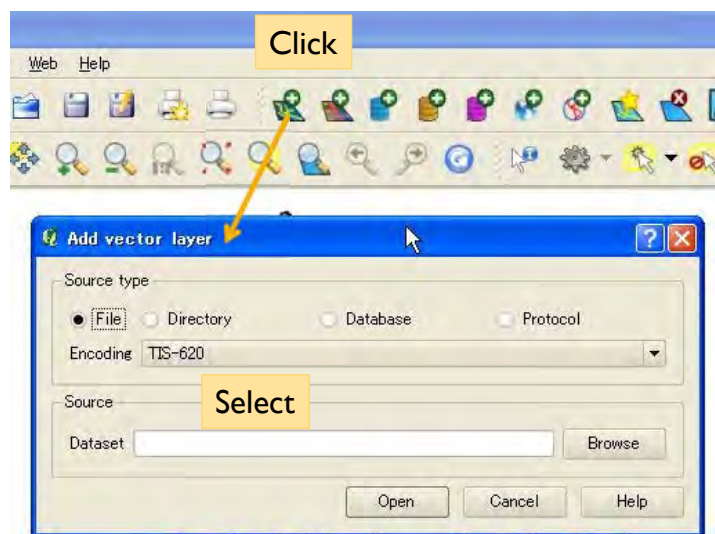 Click
Web Help
Add vector layer
Source type
File Directory Database Protocol
Encoding TIS-620
Select
Source
Dataset Browse
Open Cancel Help